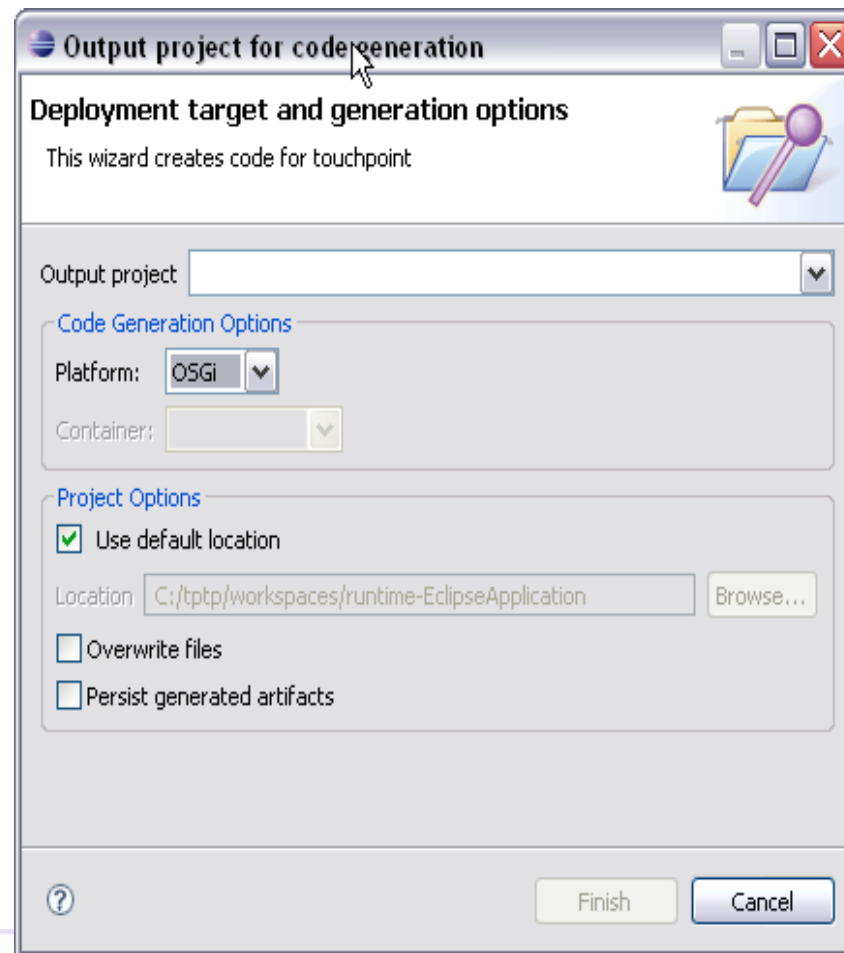 Output project for code generation
Deployment target and generation options
This wizard creates code for touchpoint
Output project
Code Generation Options
Platform: OSGi
Container:
Project Options
Use default location
Location C:/tptp/workspaces/runtime-EclipseApplication Browse...
Overwrite files
Persist generated artifacts
? Finish Cancel